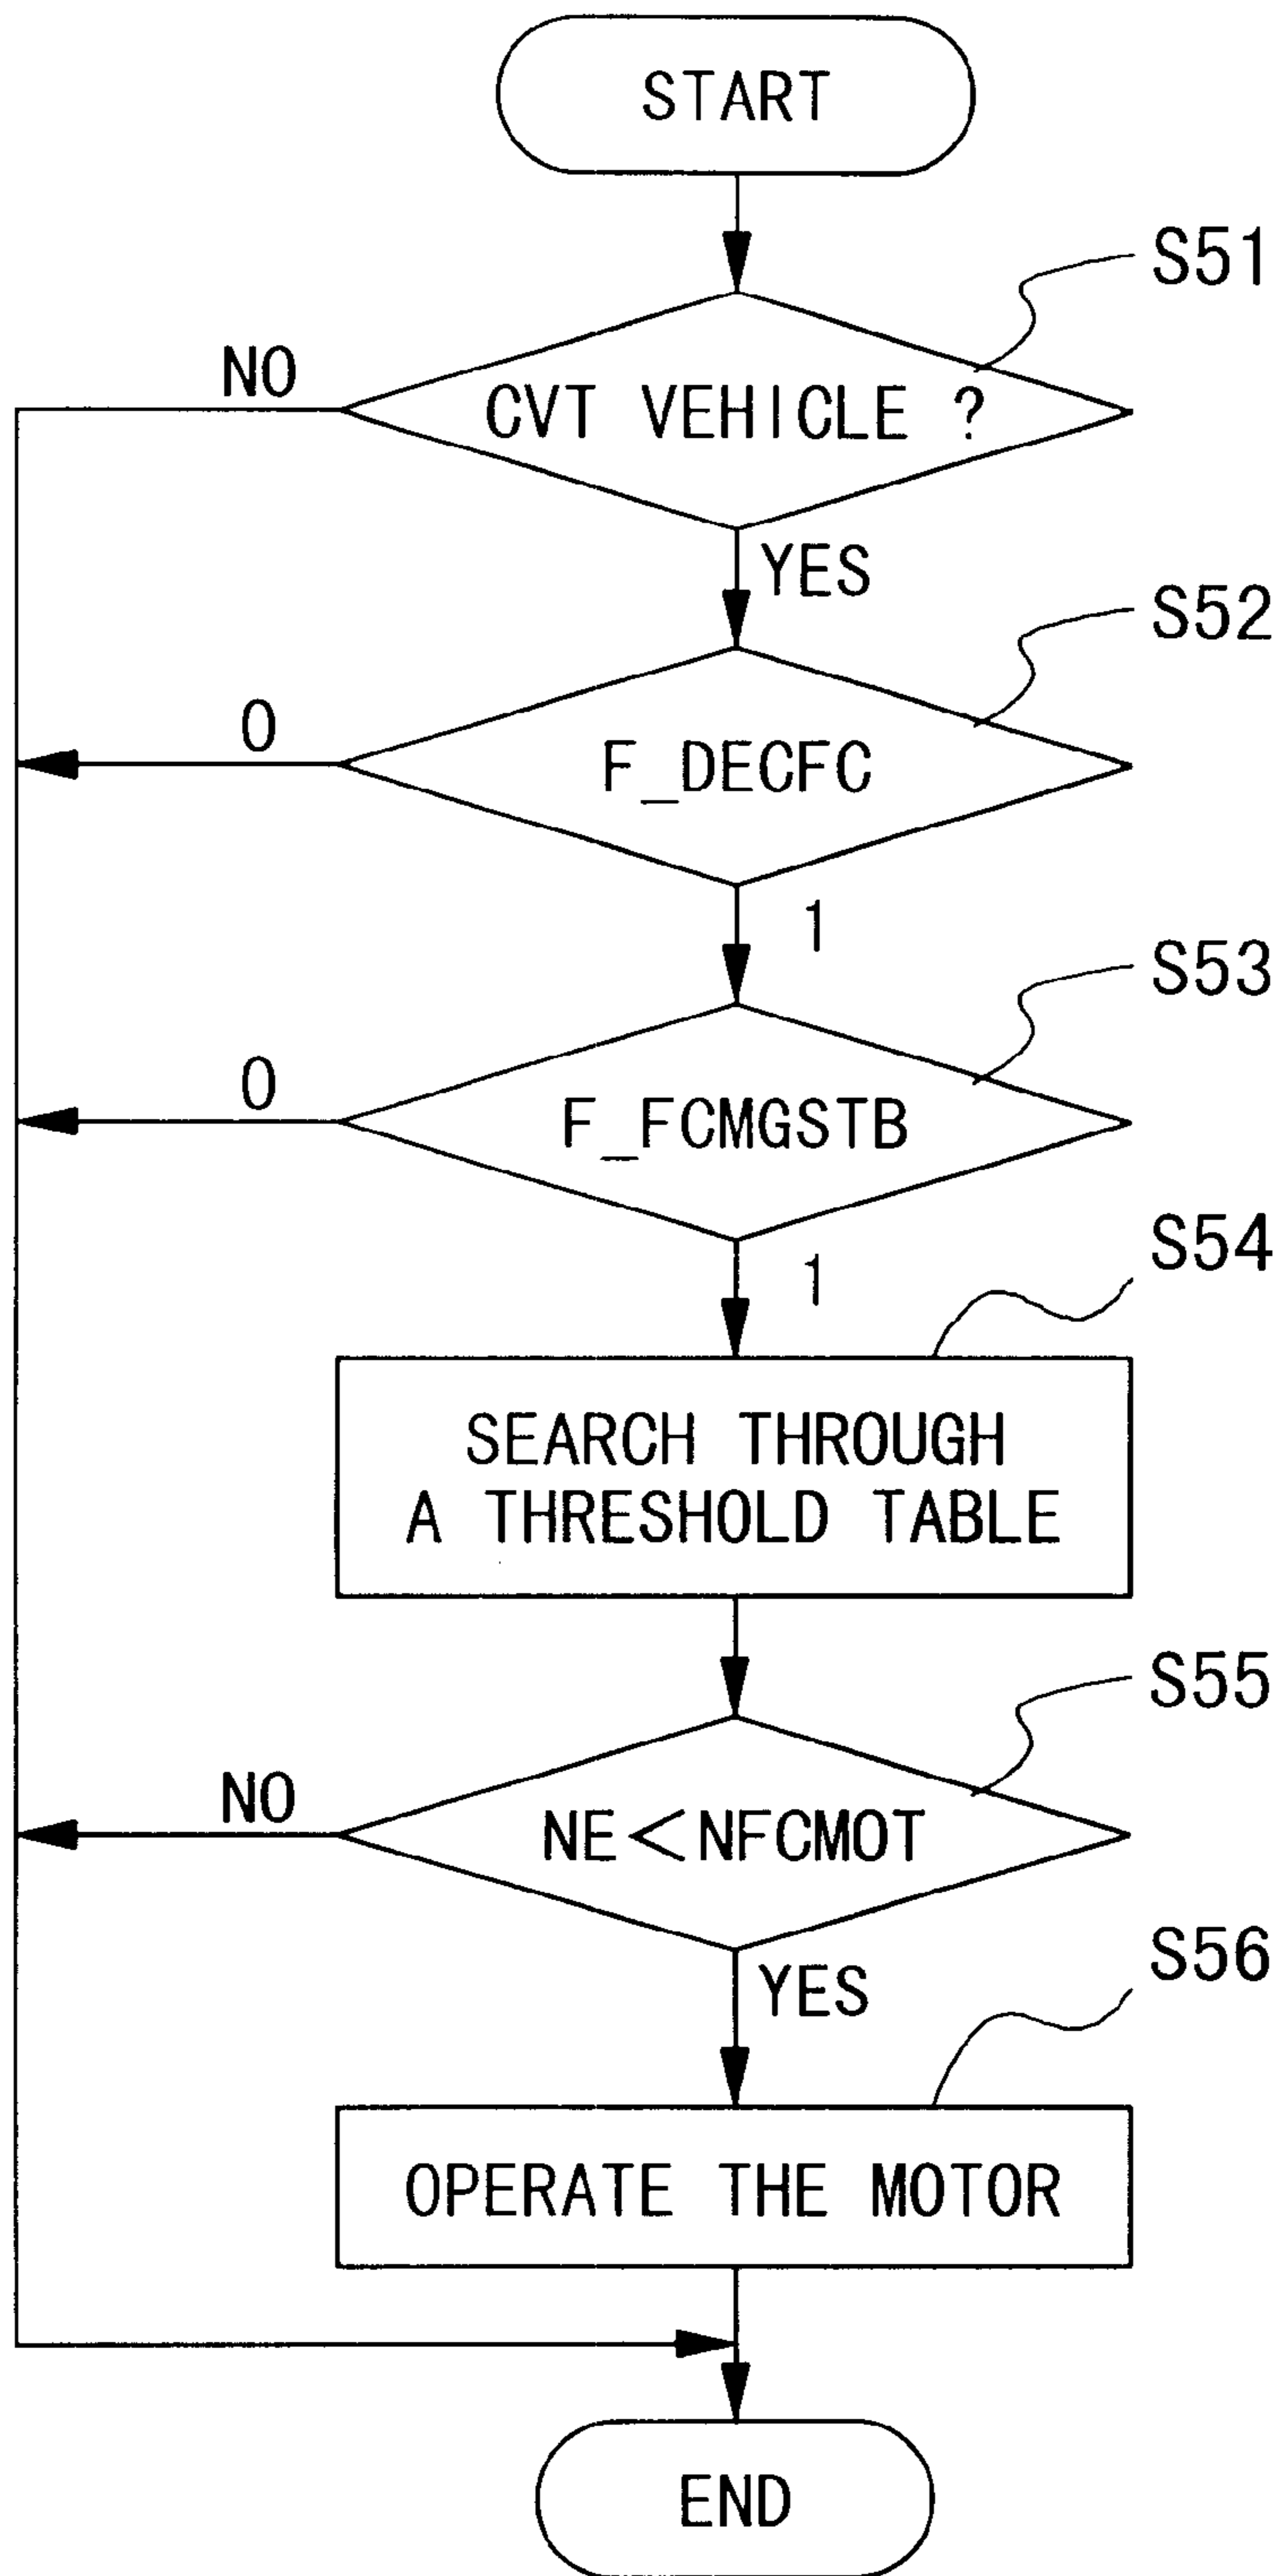 START
S51
NO
CVT VEHICLE ?
YES
S52
0
F_DECFC
1
S53
0
F_FCMGSTB
1
S54
SEARCH THROUGH
A THRESHOLD TABLE
S55
NO
NE<NFCMOT
YES
S56
OPERATE THE MOTOR
END